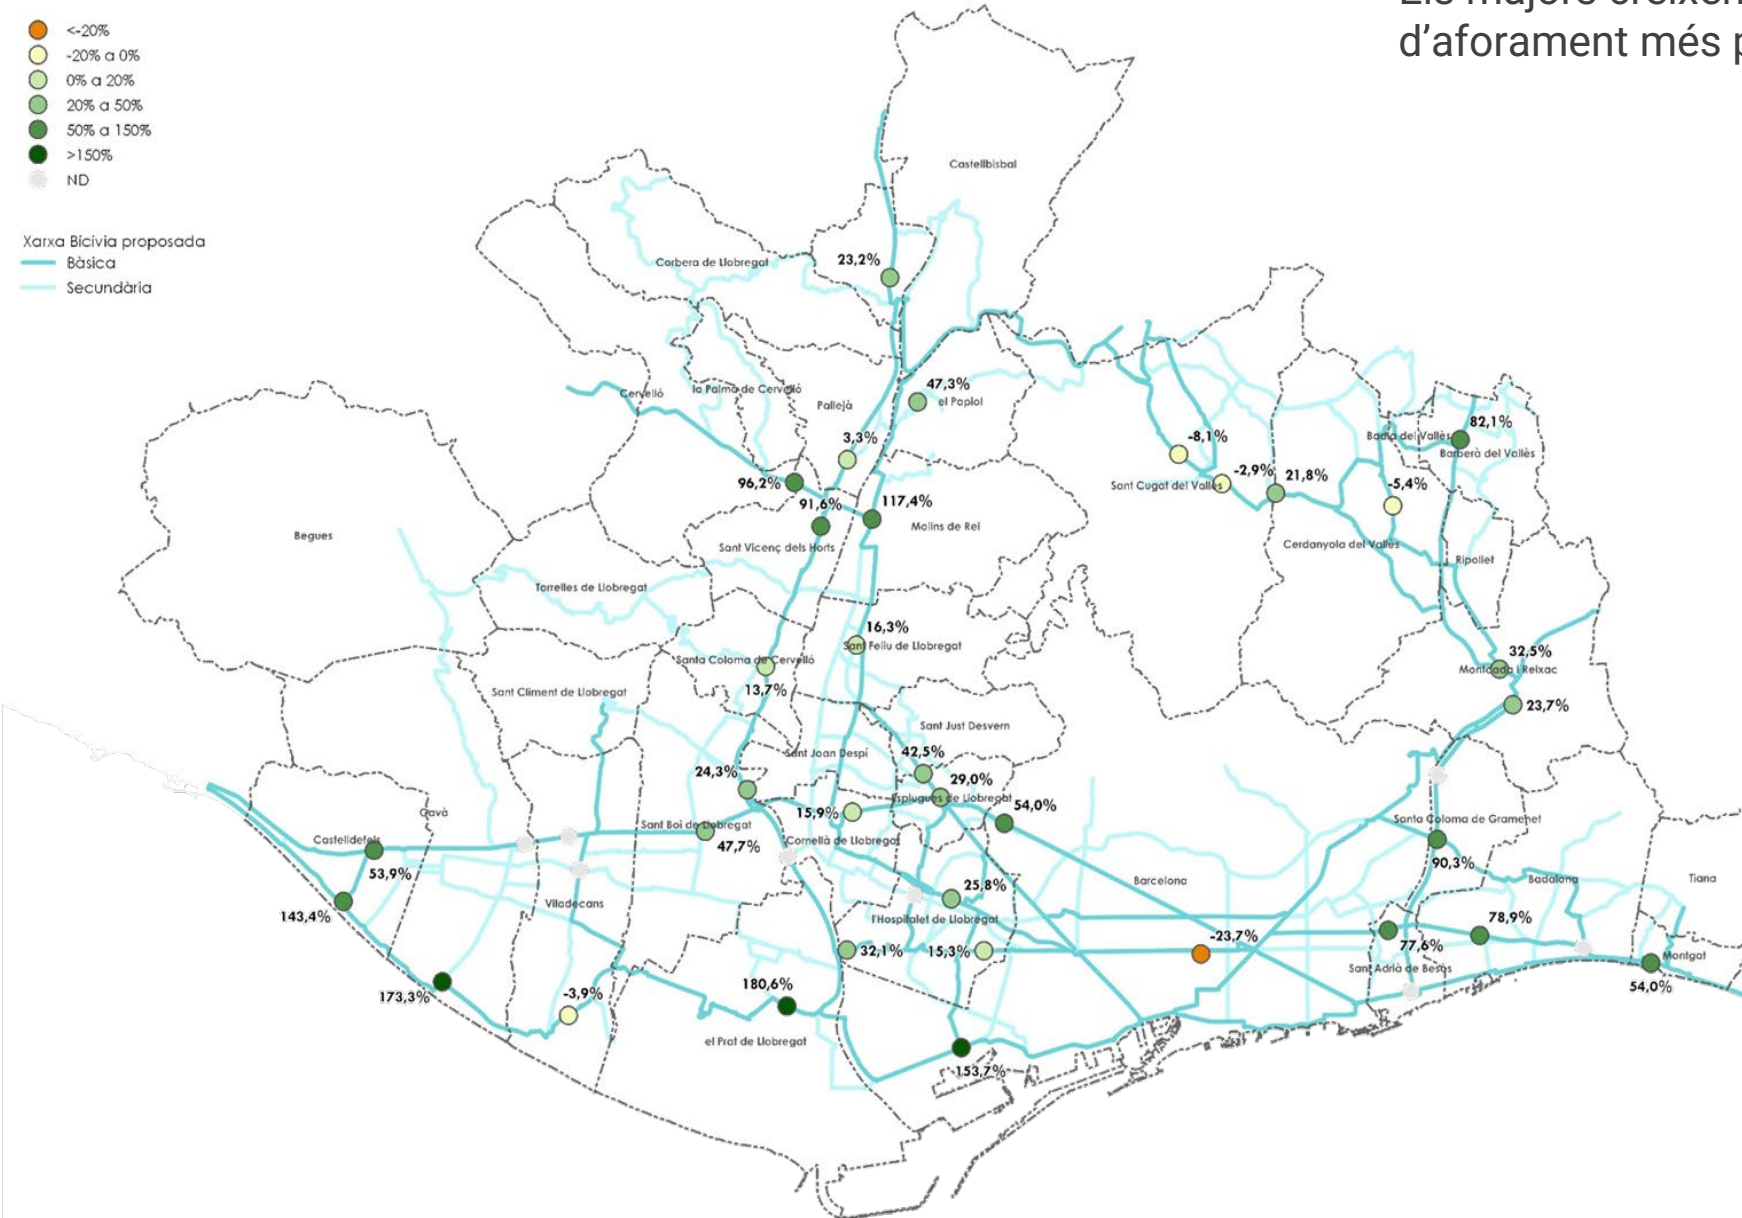 Els majors creixen
d'aforament més p
<-20%
-20% a 0%
0% a 20%
20% a 50%
50% a 150%
>150%
ND
Xarxa Bicivia proposada
Bàsica
Secundària
Castellbisbal
23,2%
Corbera de Llobregat
47,3%
el Papiol
la Palma de Cervelló
Cervelló
Pallejà
3,3%
82,1%
-8,1%
Badia del Vallès
Barberà del Vallès
96,2%
-2,9%
21,8%
-5,4%
Sant Cugat del Vallès
91,6%
117,4%
Molins de Rei
Begues
Sant Vicenç dels Horts
Cerdanyola del Vallès
Ripollet
Torrelles de Llobregat
16,3%
Sant Feliu de Llobregat
32,5%
Montcada i Reixac
Santa Coloma de Cervelló
13,7%
Sant Climent de Llobregat
23,7%
Sant Just Desvern
Sant Joan Despí
42,5%
24,3%
29,0%
Esplugues de Llobregat
54,0%
15,9%
Gavà
Sant Boi de Llobregat
Santa Coloma de Gramenet
Castelldefels
47,7%
Cornellà de Llobregat
53,9%
90,3%
25,8%
Barcelona
Badalona
Tiana
Viladecans
143,4%
l'Hospitalet de Llobregat
78,9%
32,1%
15,3%
-23,7%
77,6%
Montgat
Sant Adrià de Besòs
54,0%
173,3%
-3,9%
180,6%
el Prat de Llobregat
153,7%